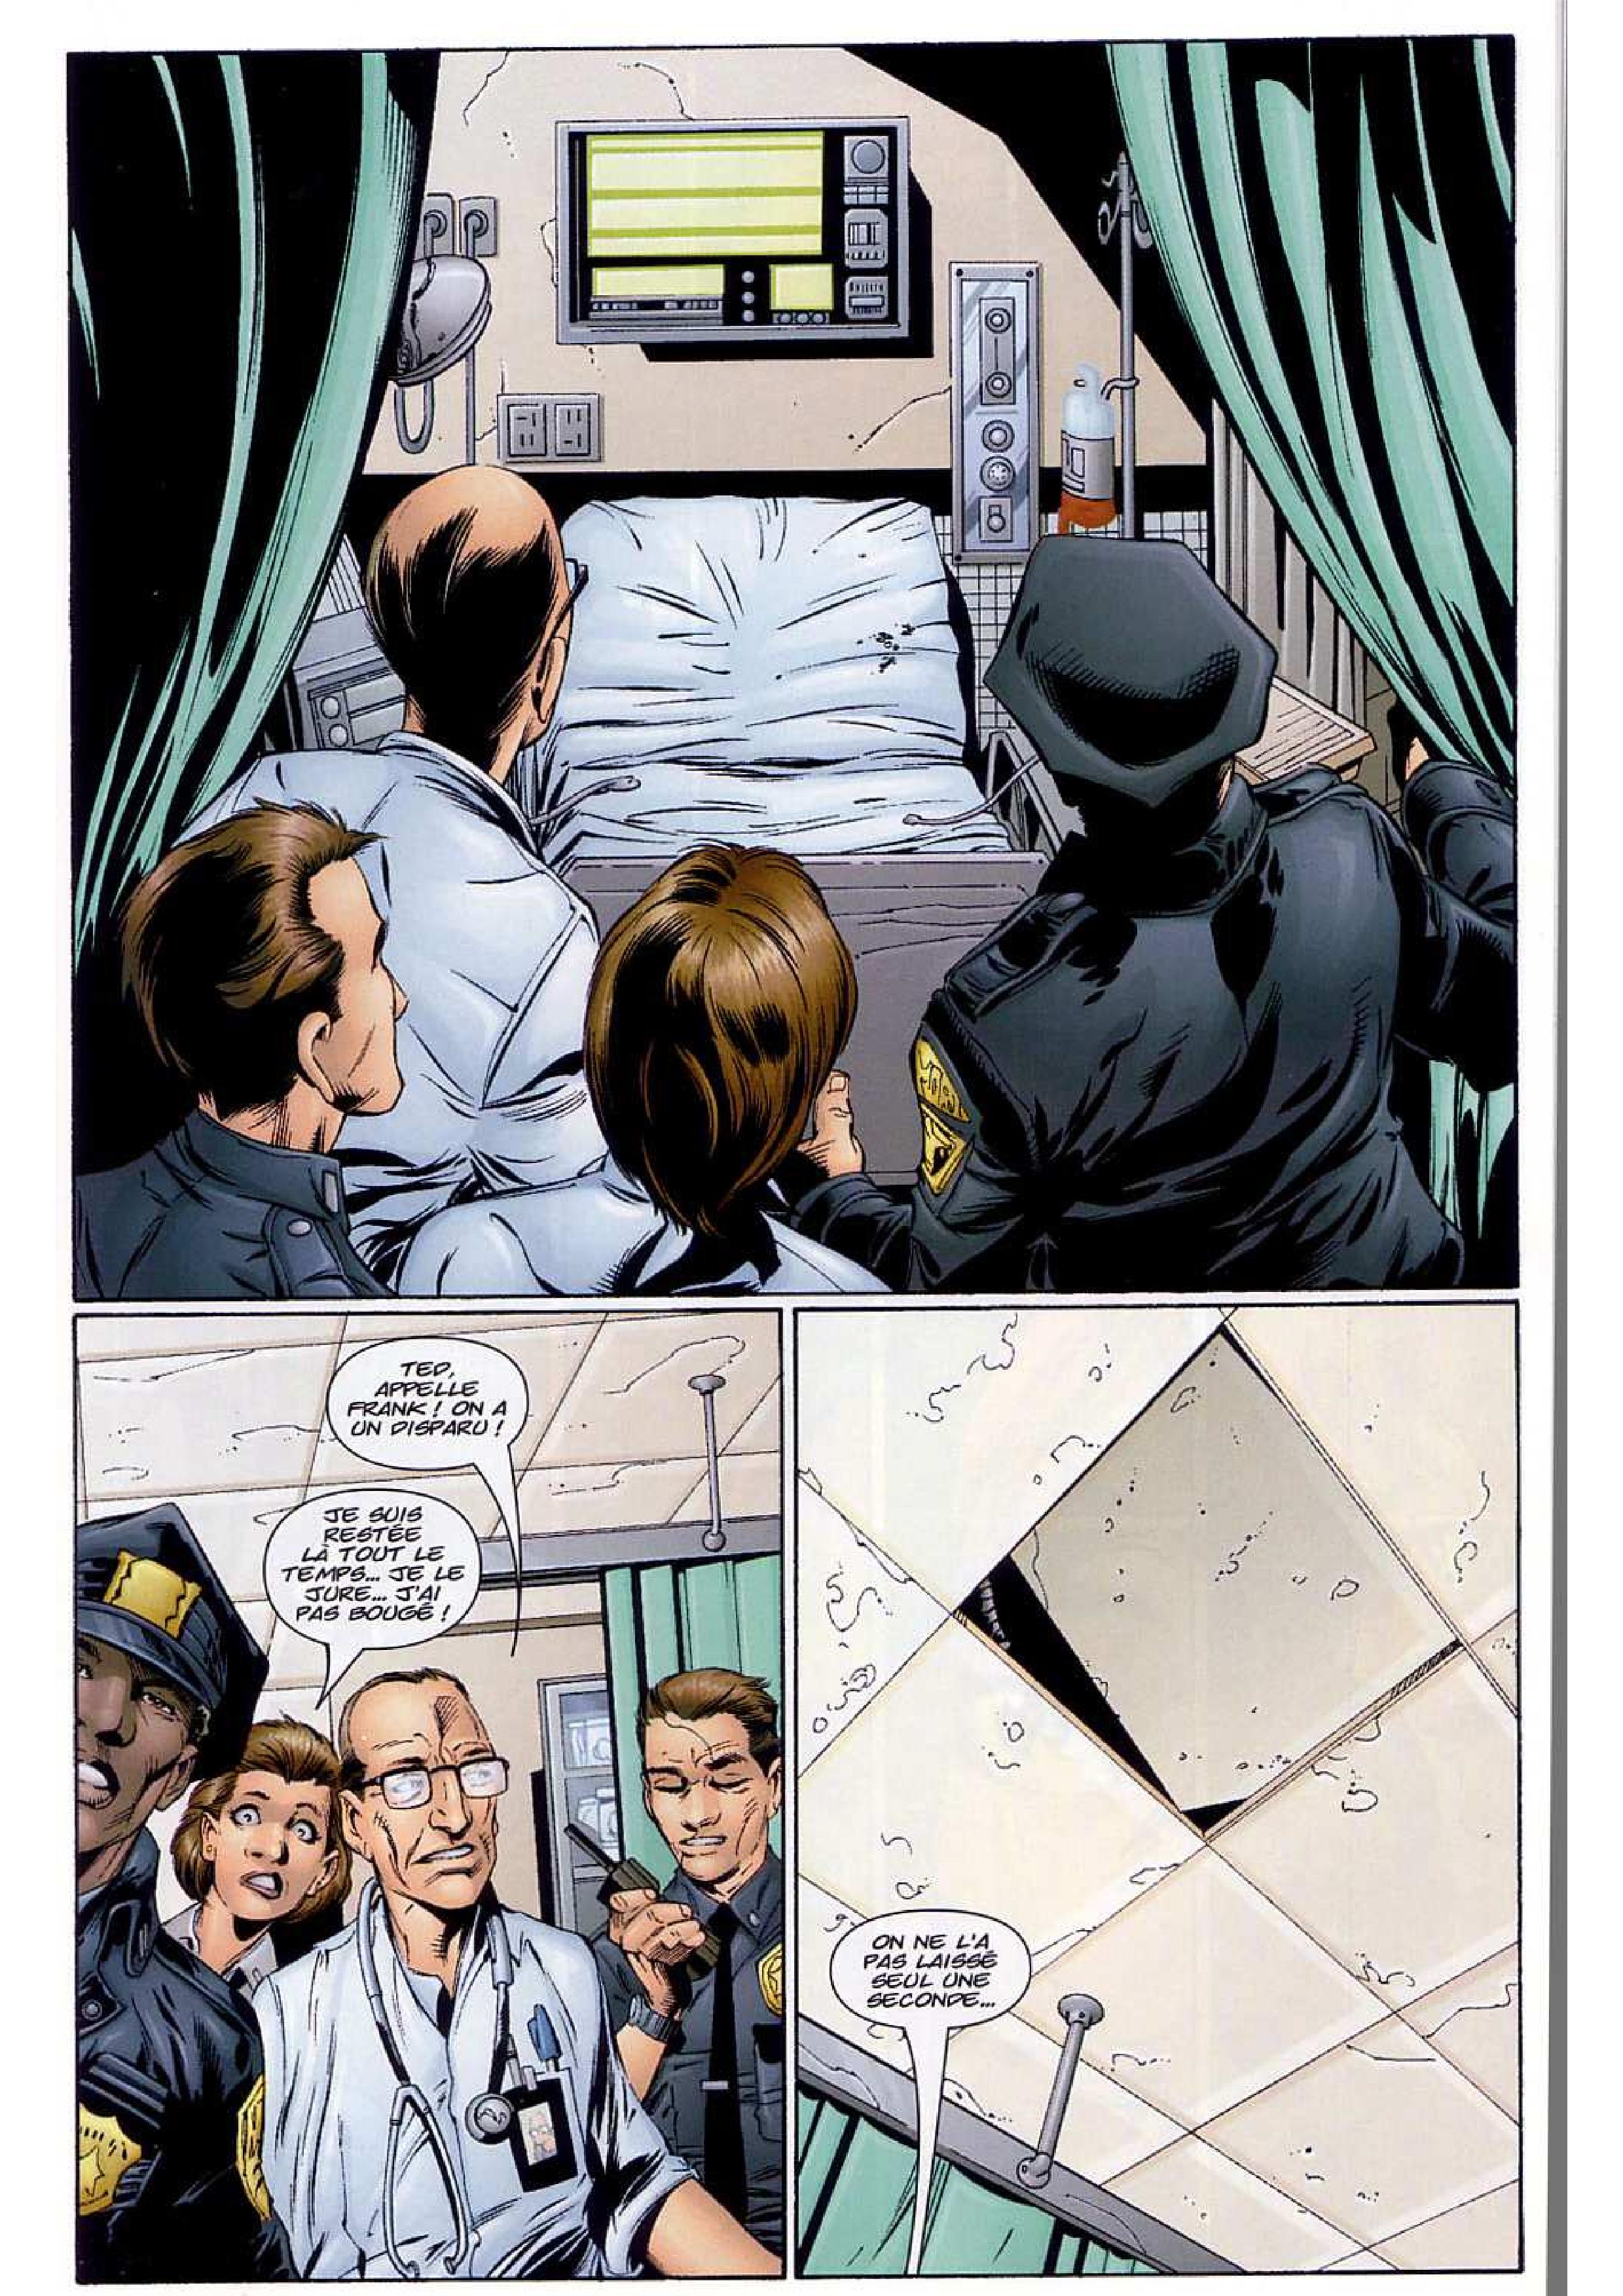 TED,
APPELLE
FRANK ! ON A
UN DISPARU !
JE SUIS
RESTÉE
LÀ TOUT LE
TEMPS... JE LE
JURE... J'AI
PAS BOUGÉ !
ON NE L'A
PAS LAISSÉ
SEUL UNE
SECONDE...